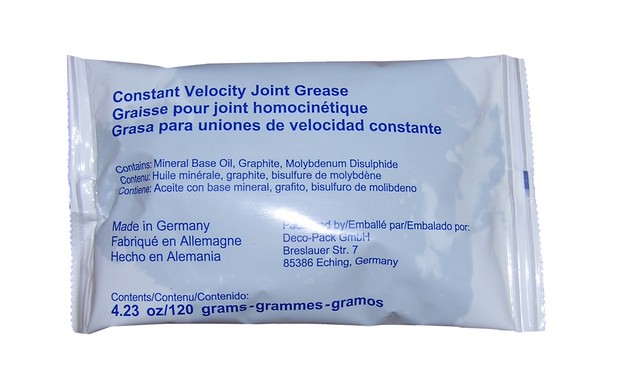 Constant Velocity Joint Grease
Graisse pour joint homocinétique
Grasa para uniones de velocidad constante
Contains: Mineral Base Oil, Graphite, Molybdenum Disulphide
Contenu: Huile minérale, graphite, bisulfure de molybdène
Contiene: Aceite con base mineral, grafito, bisulfuro de molibdeno
Made in Germany
Fabriqué en Allemagne
Hecho en Alemania
by/Emballé par/Embalado por:
Deco-Pack GmbH
Breslauer Str. 7
85386 Eching, Germany
Contents/Contenu/Contenido:
4.23 oz/120 grams-grammes-gramos